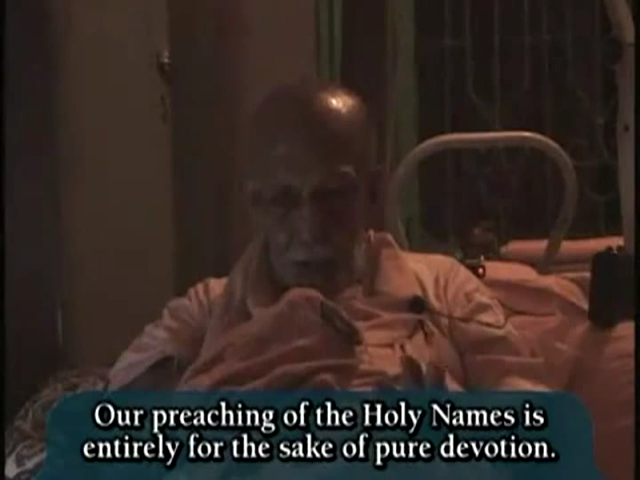 Our preaching of the Holy Names is
entirely for the sake of pure devotion.